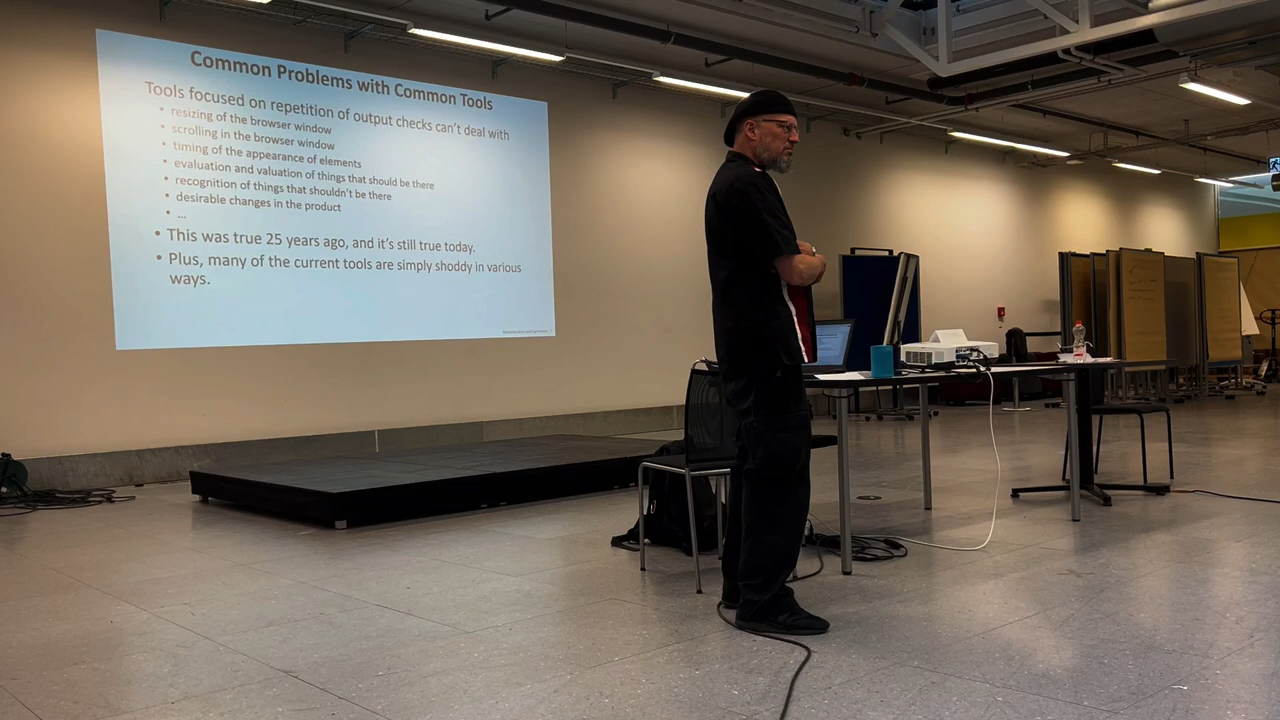 Common Problems with Common Tools
Tools focused on repetition of output checks can't deal with
• resizing of the browser window
• scrolling in the browser window
• timing of the appearance of elements
• evaluation and valuation of things that should be there
• recognition of things that shouldn't be there
• desirable changes in the product
• ...
• This was true 25 years ago, and it's still true today.
• Plus, many of the current tools are simply shoddy in various
ways.